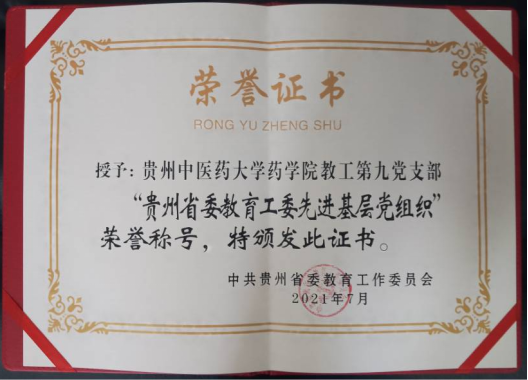 荣誉证书
RONG YU ZHENG SHU
授予：贵州中医药大学药学院教工第九党支部
“贵州省委教育工委先进基层党组织”
荣誉称号，特颁发此证书。
中共贵州省委教育工作委员会
2021年7月